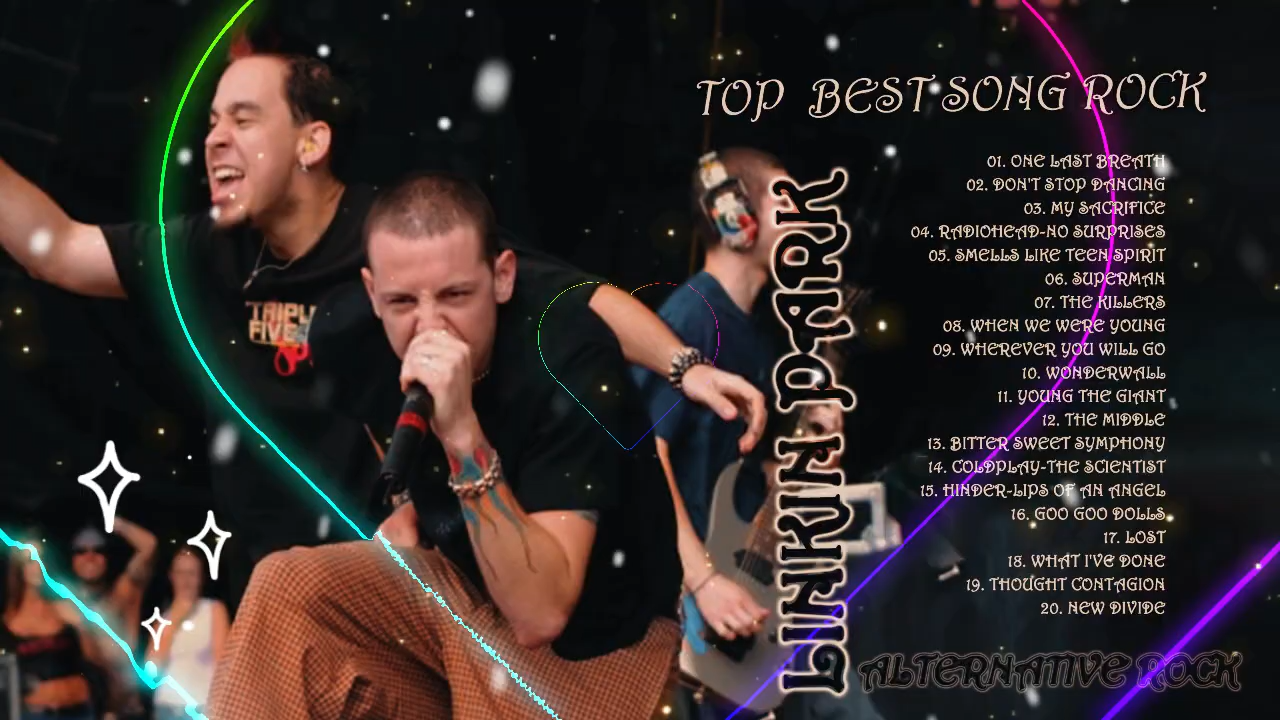 TOP BEST SONG ROCK
01. ONE LAST BREATH
02. DON'T STOP DANCING
03. MY SACRIFICE
04. RADIOHEAD-NO SURPRISES
05. SMELLS LIKE TEEN SPIRIT
06. SUPERMAN
07. THE KILLERS
08. WHEN WE WERE YOUNG
09. WHEREVER YOU WILL GO
10. WONDERWALL
11. YOUNG THE GIANT
12. THE MIDDLE
13. BITTER SWEET SYMPHONY
14. COLDPLAY-THE SCIENTIST
15. HINDER-LIPS OF AN ANGEL
16. GOO GOO DOLLS
17. LOST
18. WHAT I'VE DONE
19. THOUGHT CONTAGION
20. NEW DIVIDE
LINKIN PARK
ALTERNATIVE ROCK
TRIPLE
FIVE